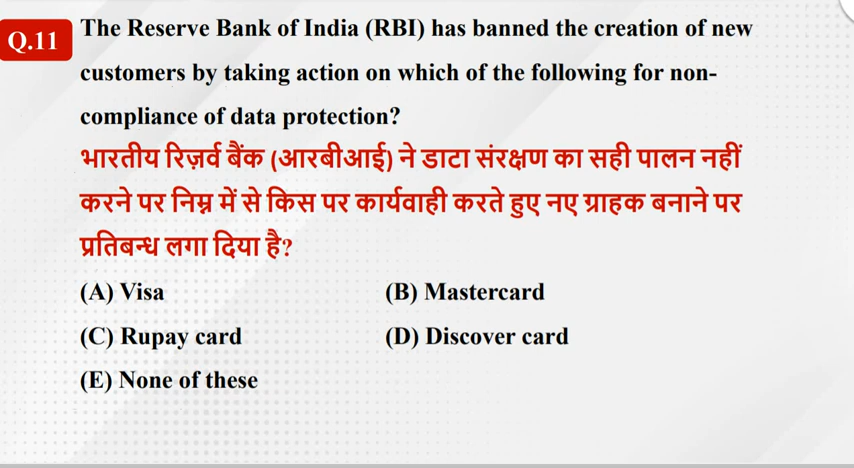 Q.11
The Reserve Bank of India (RBI) has banned the creation of new
customers by taking action on which of the following for non-
compliance of data protection?
भारतीय रिज़र्व बैंक (आरबीआई) ने डाटा संरक्षण का सही पालन नहीं
करने पर निम्न में से किस पर कार्यवाही करते हुए नए ग्राहक बनाने पर
प्रतिबन्ध लगा दिया है?
(A) Visa (B) Mastercard
(C) Rupay card (D) Discover card
(E) None of these